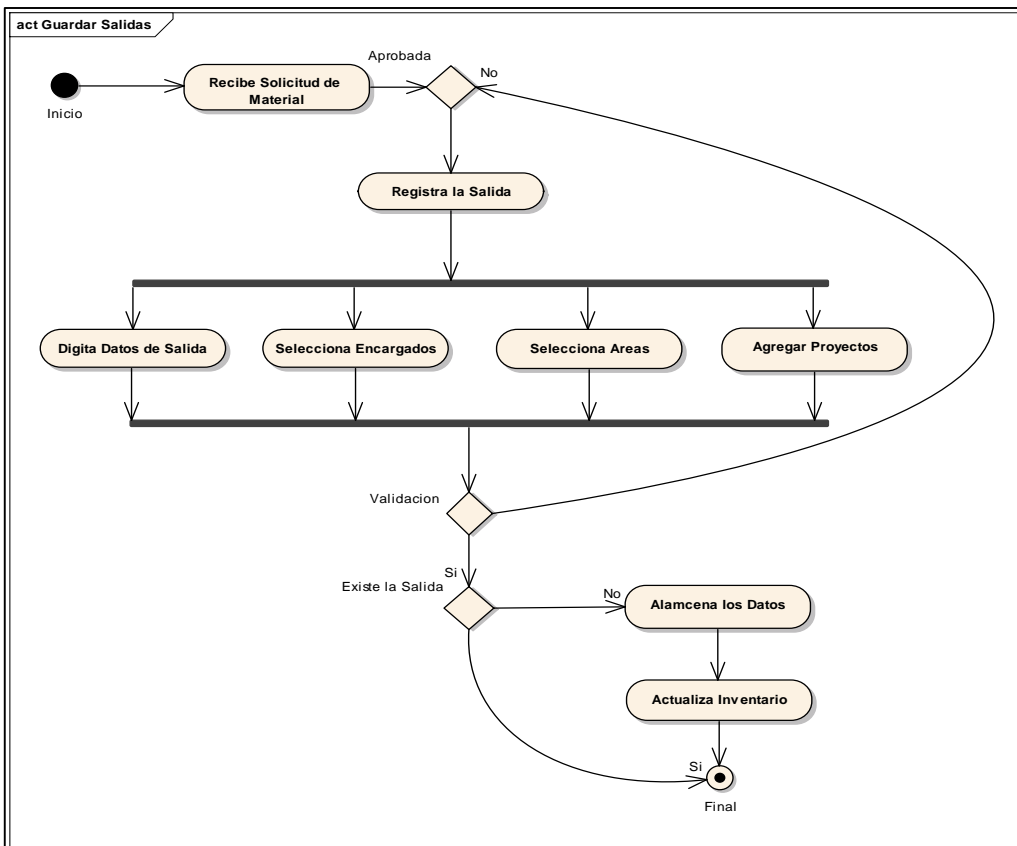 act Guardar Salidas
Aprobada
No
Recibe Solicitud de
Material
Inicio
Registra la Salida
Digita Datos de Salida
Selecciona Encargados
Selecciona Areas
Agregar Proyectos
Validacion
Si
Existe la Salida
No
Alamcena los Datos
Actualiza Inventario
Si
Final